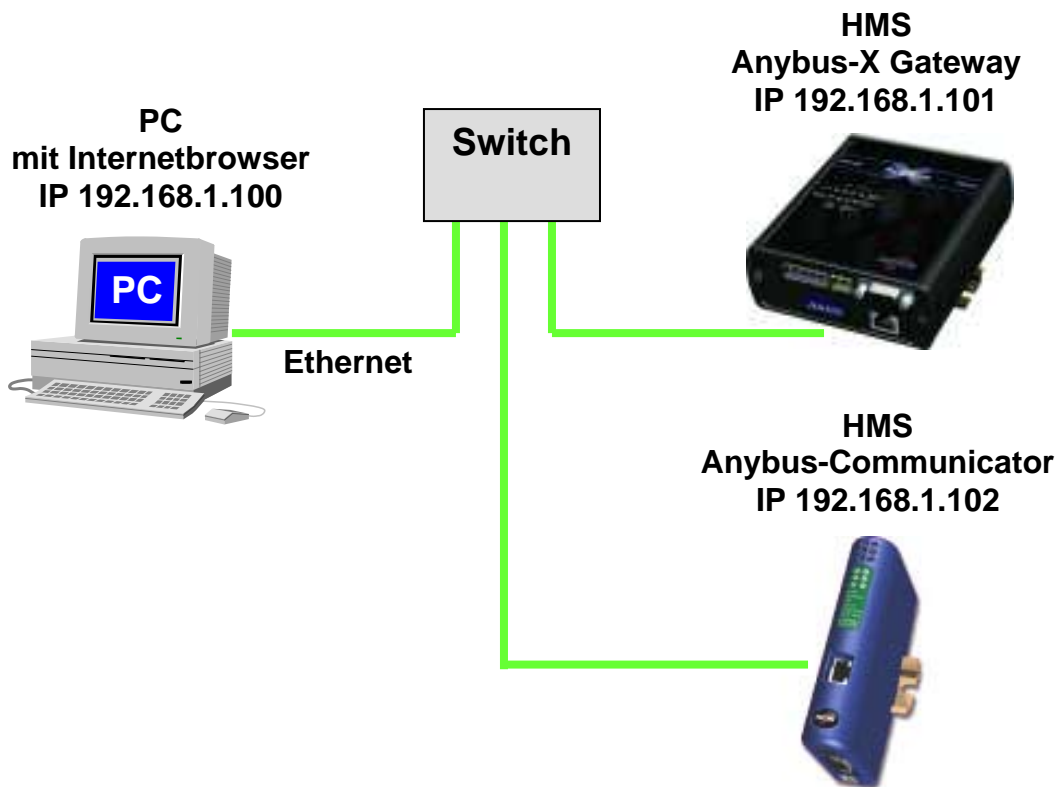 HMS
Anybus-X Gateway
IP 192.168.1.101
PC
mit Internetbrowser
IP 192.168.1.100
Switch
PC
Ethernet
HMS
Anybus-Communicator
IP 192.168.1.102